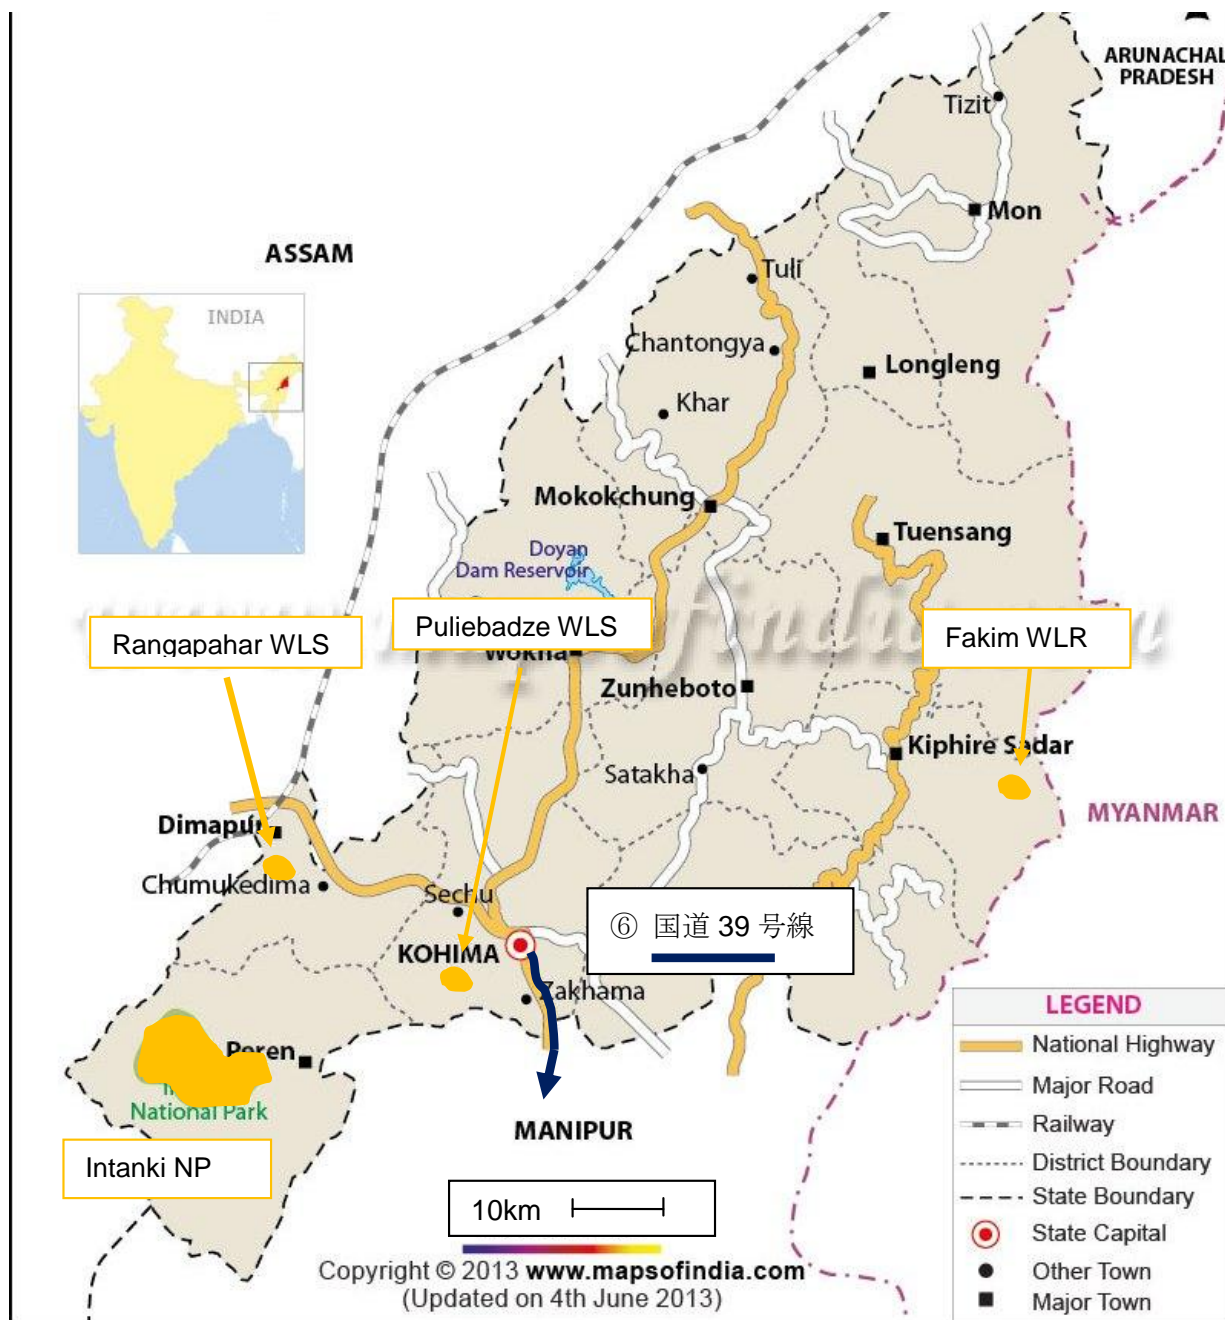 ARUNACHAL
PRADESH
Tizit
Mon
ASSAM
Tuli
INDIA
Chantongya
Longleng
Khar
Mokokchung
Tuensang
Doyan
Dam Reservoir
Rangapahar WLS
Puliebadze WLS
Fakim WLR
Wokha
Zunheboto
Kiphire Sadar
Satakha
MYANMAR
Dimapur
Chumukedima
Sechu
⑥ 国道 39 号線
KOHIMA
Zakhama
Peren
National Park
Intanki NP
MANIPUR
10km
LEGEND
National Highway
Major Road
Railway
District Boundary
State Boundary
State Capital
Other Town
Major Town
Copyright © 2013 www.mapsofindia.com
(Updated on 4th June 2013)